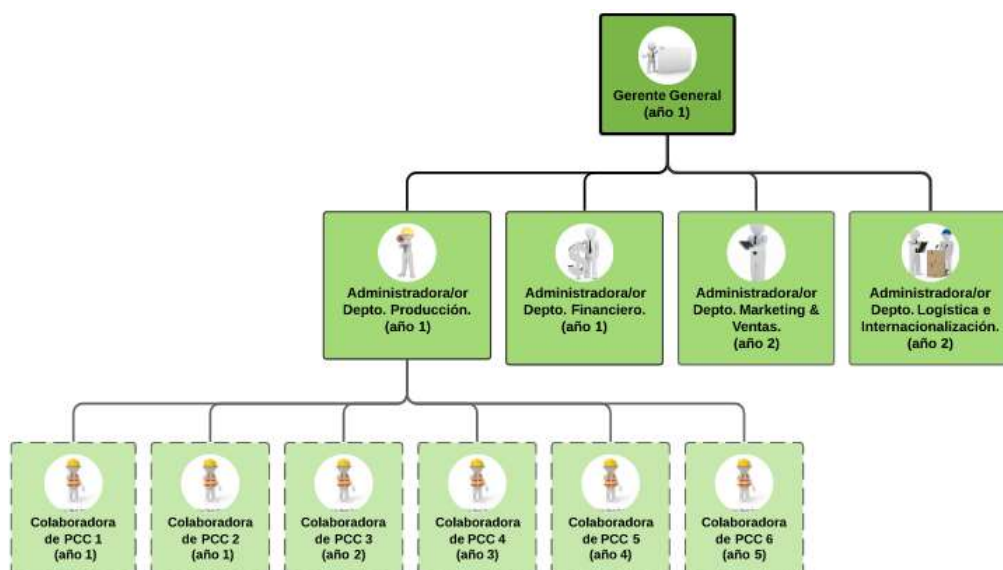 Gerente General
(año 1)
Administradora/or
Depto. Producción.
(año 1)
Administradora/or
Depto. Financiero.
(año 1)
Administradora/or
Depto. Marketing &
Ventas.
(año 2)
Administradora/or
Depto. Logística e
Internacionalización.
(año 2)
Colaboradora
de PCC 1
(año 1)
Colaboradora
de PCC 2
(año 1)
Colaboradora
de PCC 3
(año 2)
Colaboradora
de PCC 4
(año 3)
Colaboradora
de PCC 5
(año 4)
Colaboradora
de PCC 6
(año 5)